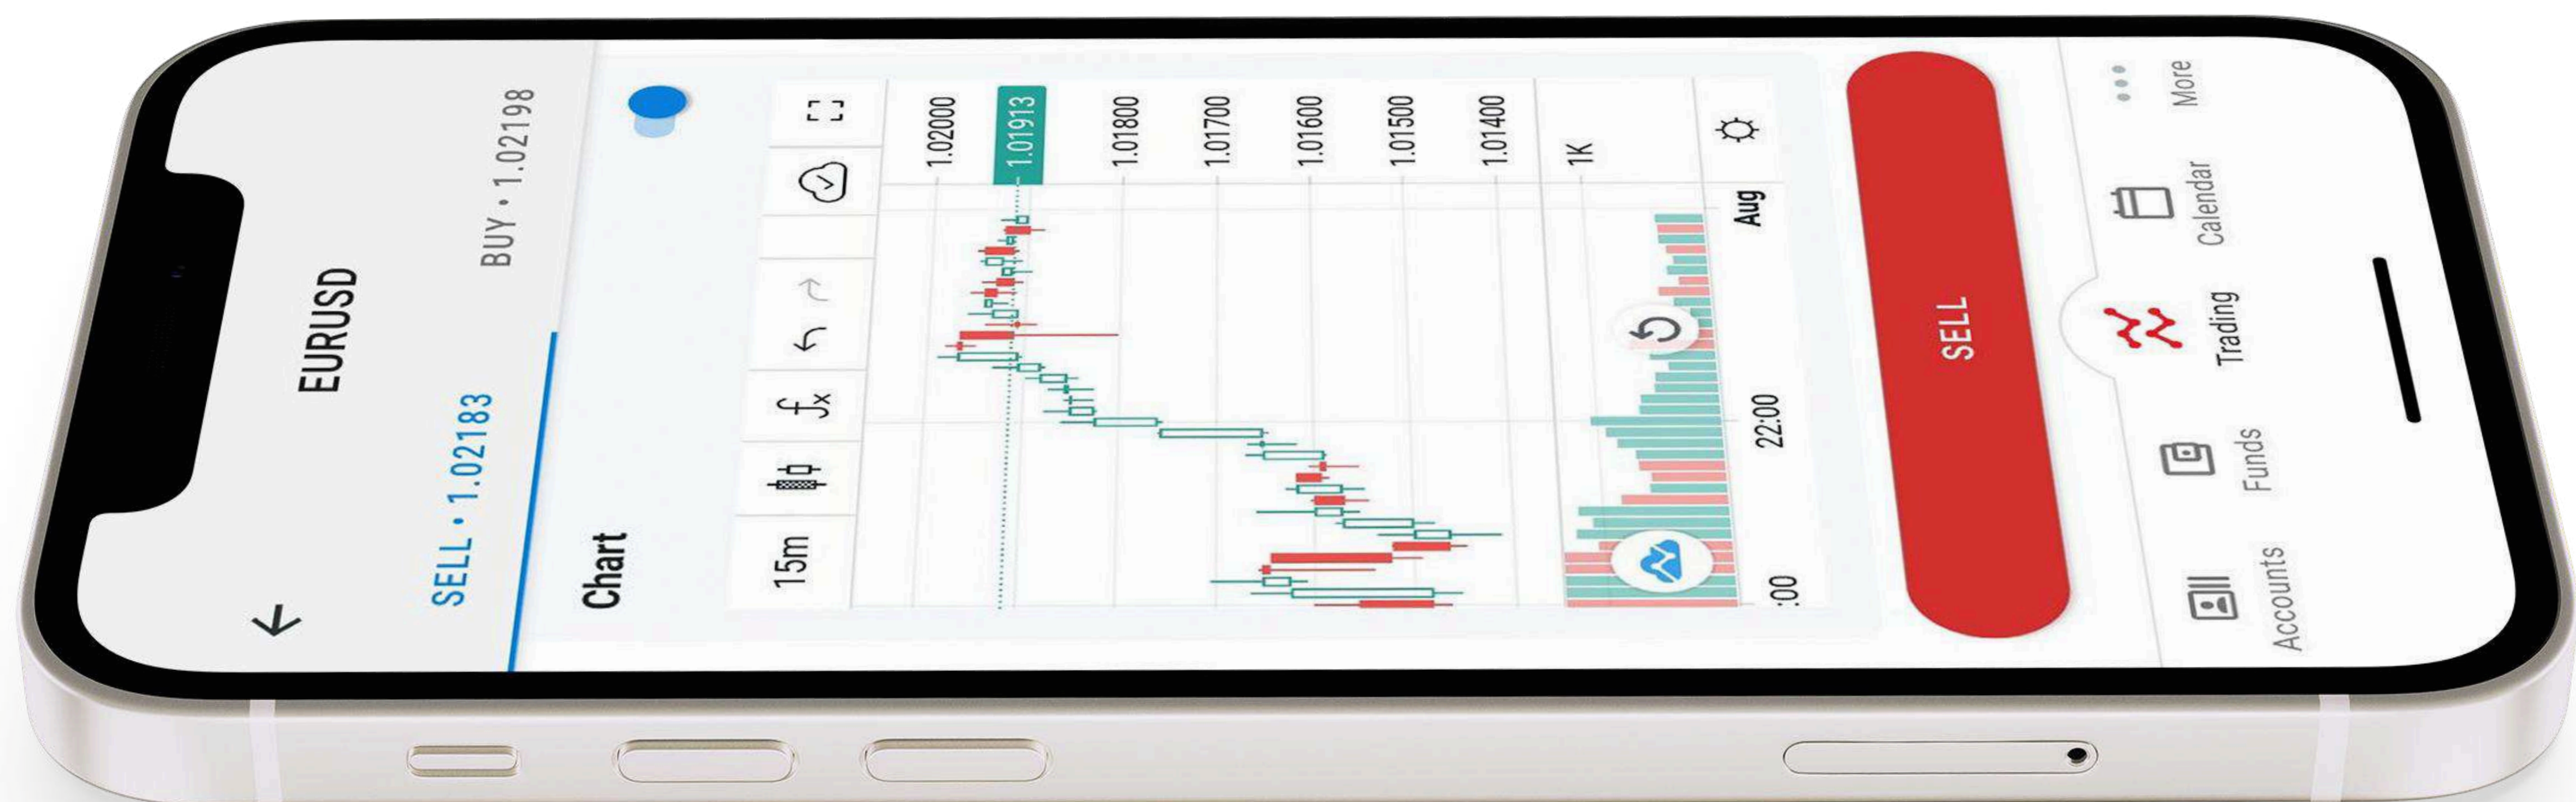 EURUSD
SELL • 1.02183
BUY • 1.02198
Chart
15m
fx
1.02000
1.01913
1.01800
1.01700
1.01600
1.01500
1.01400
1K
:00
22:00
Aug
SELL
Accounts
Funds
Trading
Calendar
More